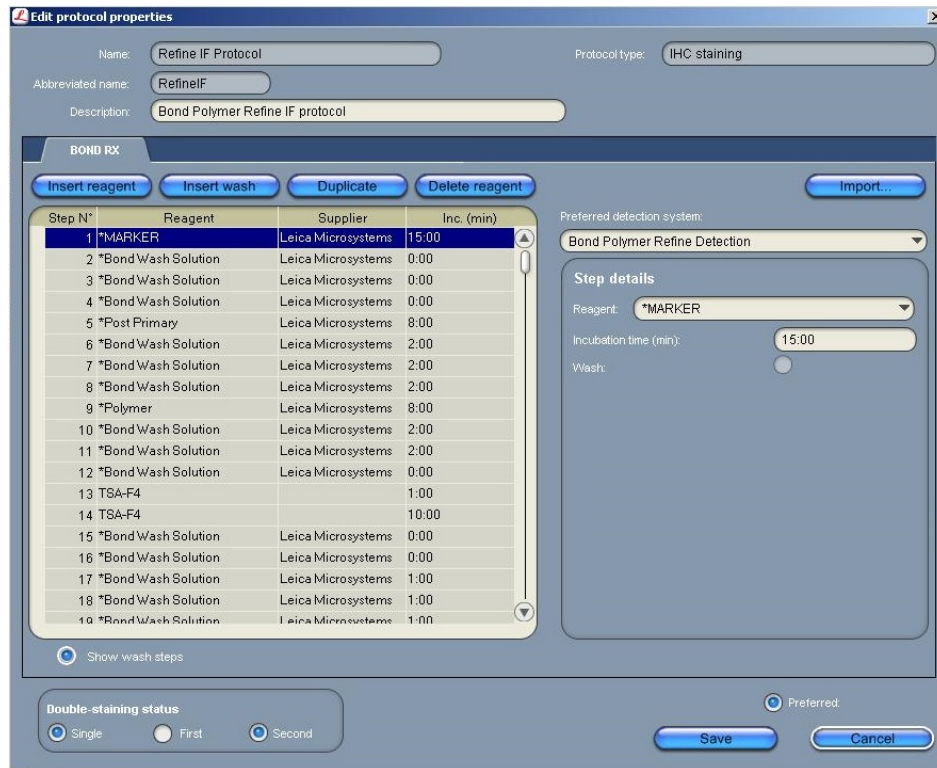 Edit protocol properties
Name: Refine IF Protocol Protocol type: IHC staining
Abbreviated name: RefineIF
Description: Bond Polymer Refine IF protocol
BOND RX
Insert reagent Insert wash Duplicate Delete reagent Import...
Step N° Reagent Supplier Inc. (min) Preferred detection system:
1 *MARKER Leica Microsystems 15:00 Bond Polymer Refine Detection
2 *Bond Wash Solution Leica Microsystems 0:00
3 *Bond Wash Solution Leica Microsystems 0:00 Step details
4 *Bond Wash Solution Leica Microsystems 0:00 Reagent: *MARKER
5 *Post Primary Leica Microsystems 8:00
6 *Bond Wash Solution Leica Microsystems 2:00 Incubation time (min): 15:00
7 *Bond Wash Solution Leica Microsystems 2:00 Wash:
8 *Bond Wash Solution Leica Microsystems 2:00
9 *Polymer Leica Microsystems 8:00
10 *Bond Wash Solution Leica Microsystems 2:00
11 *Bond Wash Solution Leica Microsystems 2:00
12 *Bond Wash Solution Leica Microsystems 0:00
13 TSA-F4 1:00
14 TSA-F4 10:00
15 *Bond Wash Solution Leica Microsystems 0:00
16 *Bond Wash Solution Leica Microsystems 0:00
17 *Bond Wash Solution Leica Microsystems 1:00
18 *Bond Wash Solution Leica Microsystems 1:00
19 *Bond Wash Solution Leica Microsystems 1:00
Show wash steps
Double-staining status Preferred:
Single First Second Save Cancel